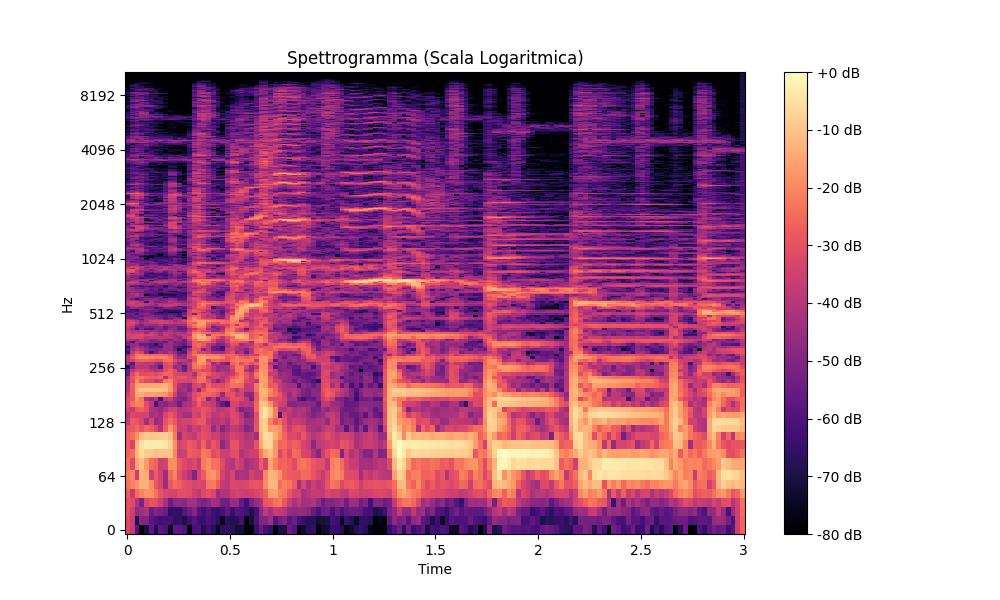 Spettrogramma (Scala Logaritmica)
Hz
8192
4096
2048
1024
512
256
128
64
0
0
0.5
1
1.5
2
2.5
3
Time
+0 dB
-10 dB
-20 dB
-30 dB
-40 dB
-50 dB
-60 dB
-70 dB
-80 dB